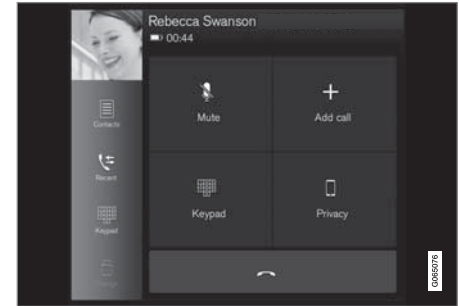 Rebecca Swanson
00:44
Contacts
Recent
Keypad
Mute
Add call
Keypad
Privacy
G065076